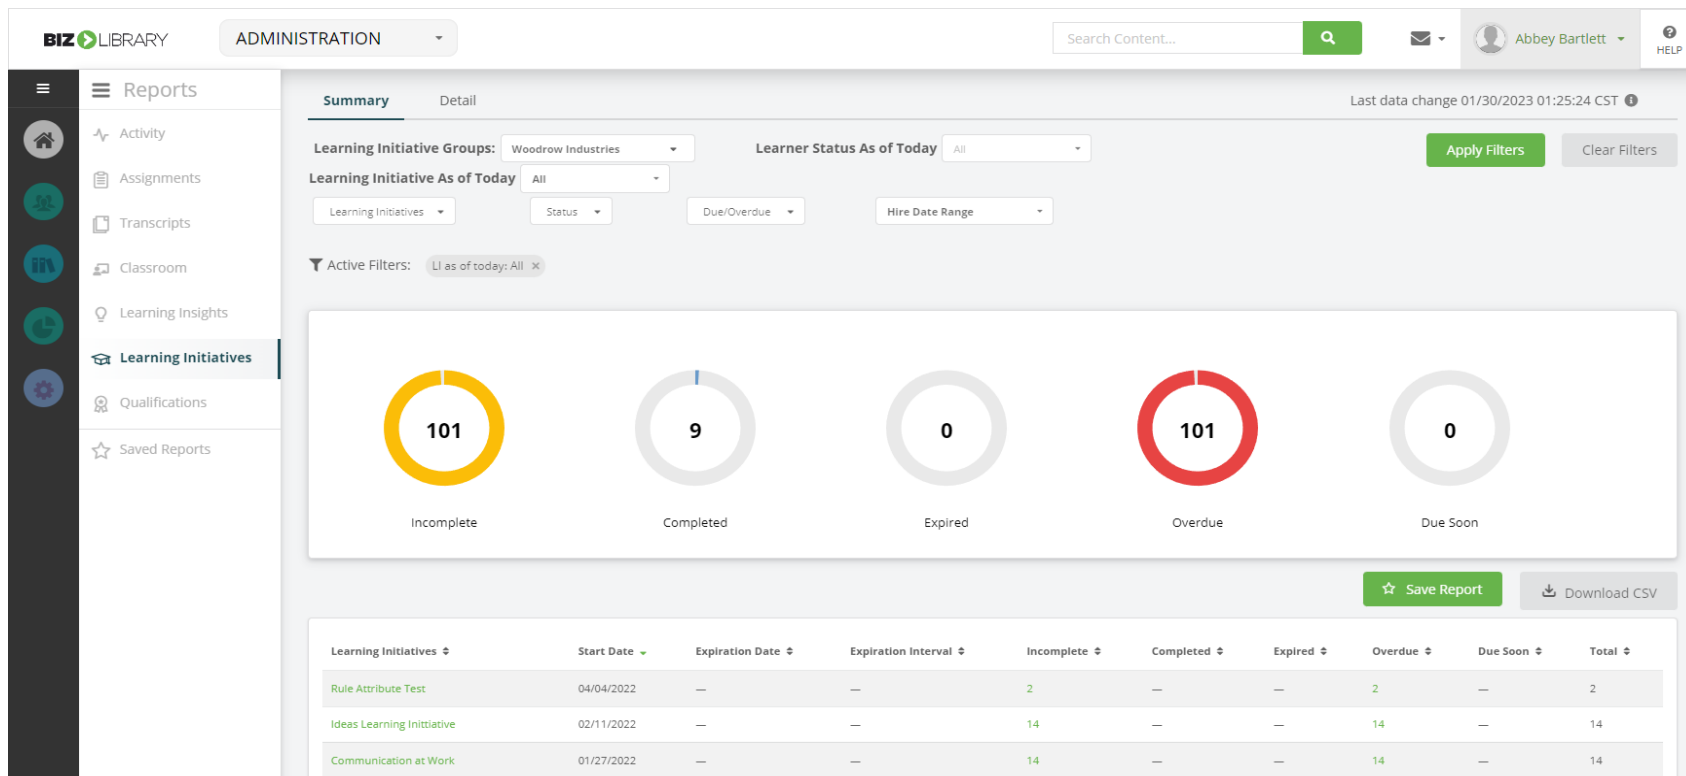 BIZ LIBRARY
ADMINISTRATION
Search Content...
Abbey Bartlett
HELP
Reports
Activity
Assignments
Transcripts
Classroom
Learning Insights
Learning Initiatives
Qualifications
Saved Reports
Summary Detail
Last data change 01/30/2023 01:25:24 CST
Learning Initiative Groups: Woodrow Industries Learner Status As of Today All
Apply Filters Clear Filters
Learning Initiative As of Today All
Learning Initiatives Status Due/Overdue Hire Date Range
Active Filters: LI as of today: All ×
101 9 0 101 0
Incomplete Completed Expired Overdue Due Soon
Save Report Download CSV
Learning Initiatives Start Date Expiration Date Expiration Interval Incomplete Completed Expired Overdue Due Soon Total
Rule Attribute Test 04/04/2022 — — 2 — — 2 — 2
Ideas Learning Inittiative 02/11/2022 — — 14 — — 14 — 14
Communication at Work 01/27/2022 — — 14 — — 14 — 14